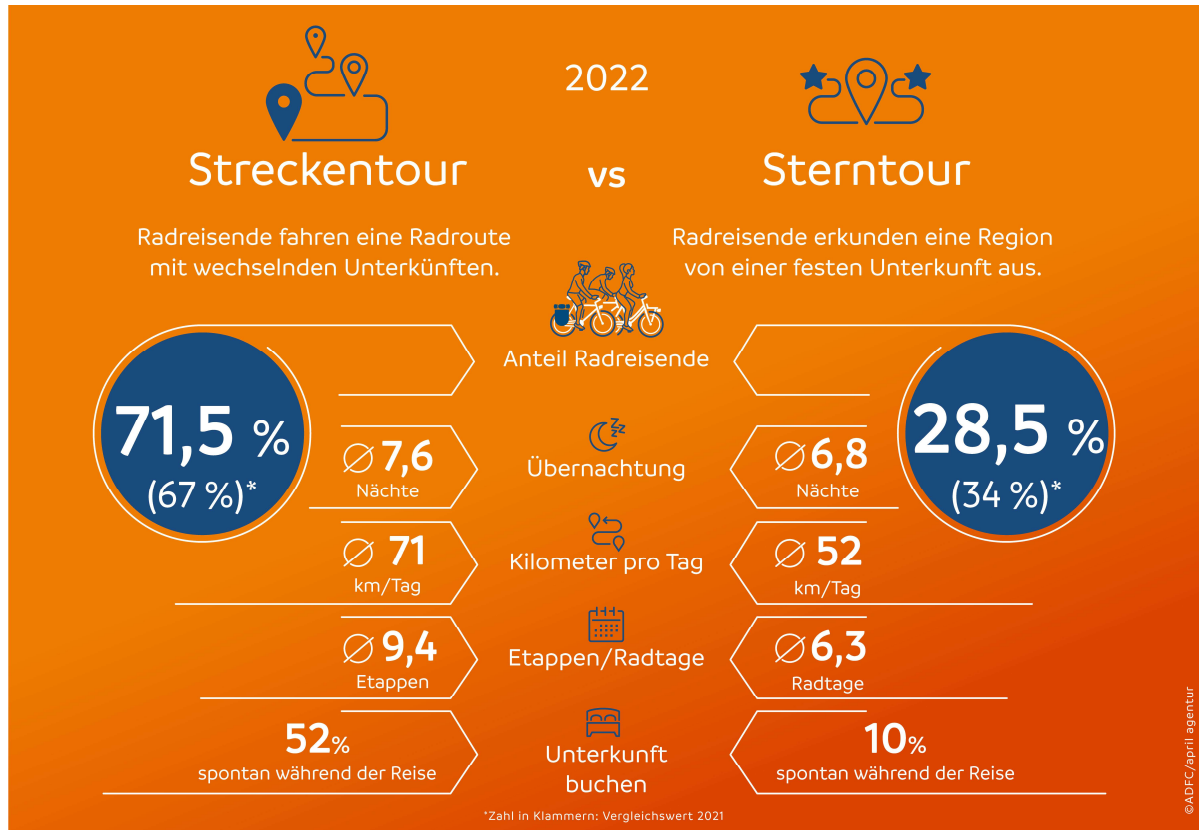 2022
Streckentour
vs
Sterntour
Radreisende fahren eine Radroute
mit wechselnden Unterkünften.
Radreisende erkunden eine Region
von einer festen Unterkunft aus.
Anteil Radreisende
71,5 %
(67 %)*
28,5 %
(34 %)*
Ø 7,6
Nächte
zzz
Übernachtung
Ø 6,8
Nächte
Ø 71
km/Tag
Kilometer pro Tag
Ø 52
km/Tag
Ø 9,4
Etappen
Etappen/Radtage
Ø 6,3
Radtage
52%
spontan während der Reise
Unterkunft
buchen
10%
spontan während der Reise
*Zahl in Klammern: Vergleichswert 2021
©ADFC/april agentur